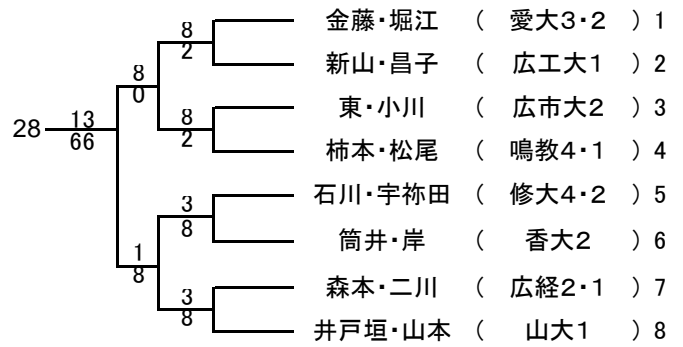 8
2
金藤・堀江 ( 愛大3・2 ) 1
新山・昌子 ( 広工大1 ) 2
8
0
8
2
東・小川 ( 広市大2 ) 3
柿本・松尾 ( 鳴教4・1 ) 4
28
13
66
3
8
石川・宇祢田 ( 修大4・2 ) 5
筒井・岸 ( 香大2 ) 6
1
8
3
8
森本・二川 ( 広経2・1 ) 7
井戸垣・山本 ( 山大1 ) 8